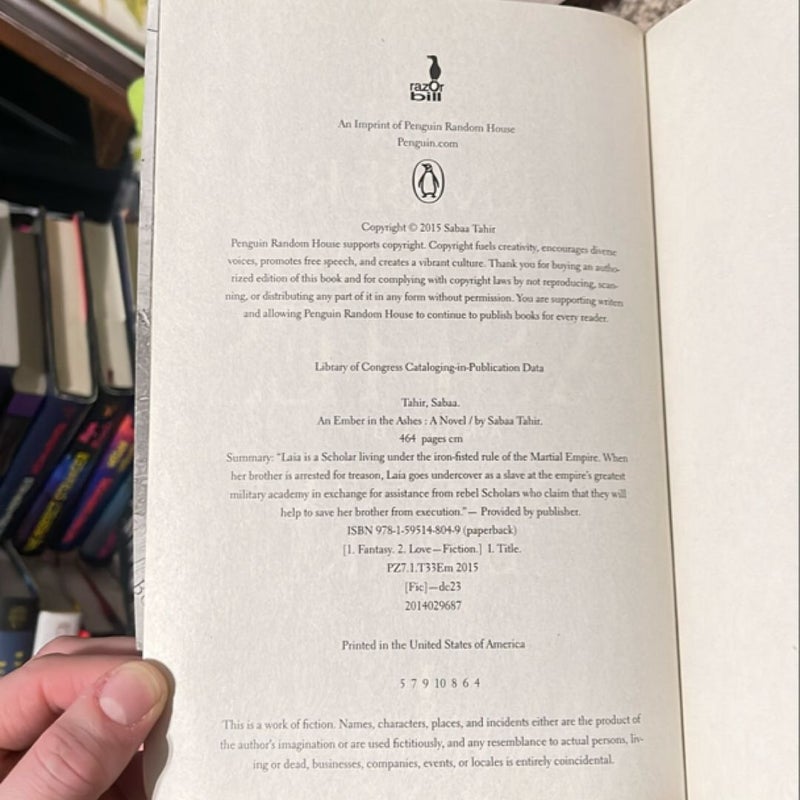 razOr
bill
An Imprint of Penguin Random House
Penguin.com
Copyright © 2015 Sabaa Tahir
Penguin Random House supports copyright. Copyright fuels creativity, encourages diverse
voices, promotes free speech, and creates a vibrant culture. Thank you for buying an autho-
rized edition of this book and for complying with copyright laws by not reproducing, scan-
ning, or distributing any part of it in any form without permission. You are supporting writers
and allowing Penguin Random House to continue to publish books for every reader.
Library of Congress Cataloging-in-Publication Data
Tahir, Sabaa.
An Ember in the Ashes : A Novel / by Sabaa Tahir.
464 pages cm
Summary: "Laia is a Scholar living under the iron-fisted rule of the Martial Empire. When
her brother is arrested for treason, Laia goes undercover as a slave at the empire's greatest
military academy in exchange for assistance from rebel Scholars who claim that they will
help to save her brother from execution."— Provided by publisher.
ISBN 978-1-59514-804-9 (paperback)
[1. Fantasy. 2. Love—Fiction.] I. Title.
PZ7.1.T33Em 2015
[Fic]—dc23
2014029687
Printed in the United States of America
5 7 9 10 8 6 4
This is a work of fiction. Names, characters, places, and incidents either are the product of
the author's imagination or are used fictitiously, and any resemblance to actual persons, liv-
ing or dead, businesses, companies, events, or locales is entirely coincidental.